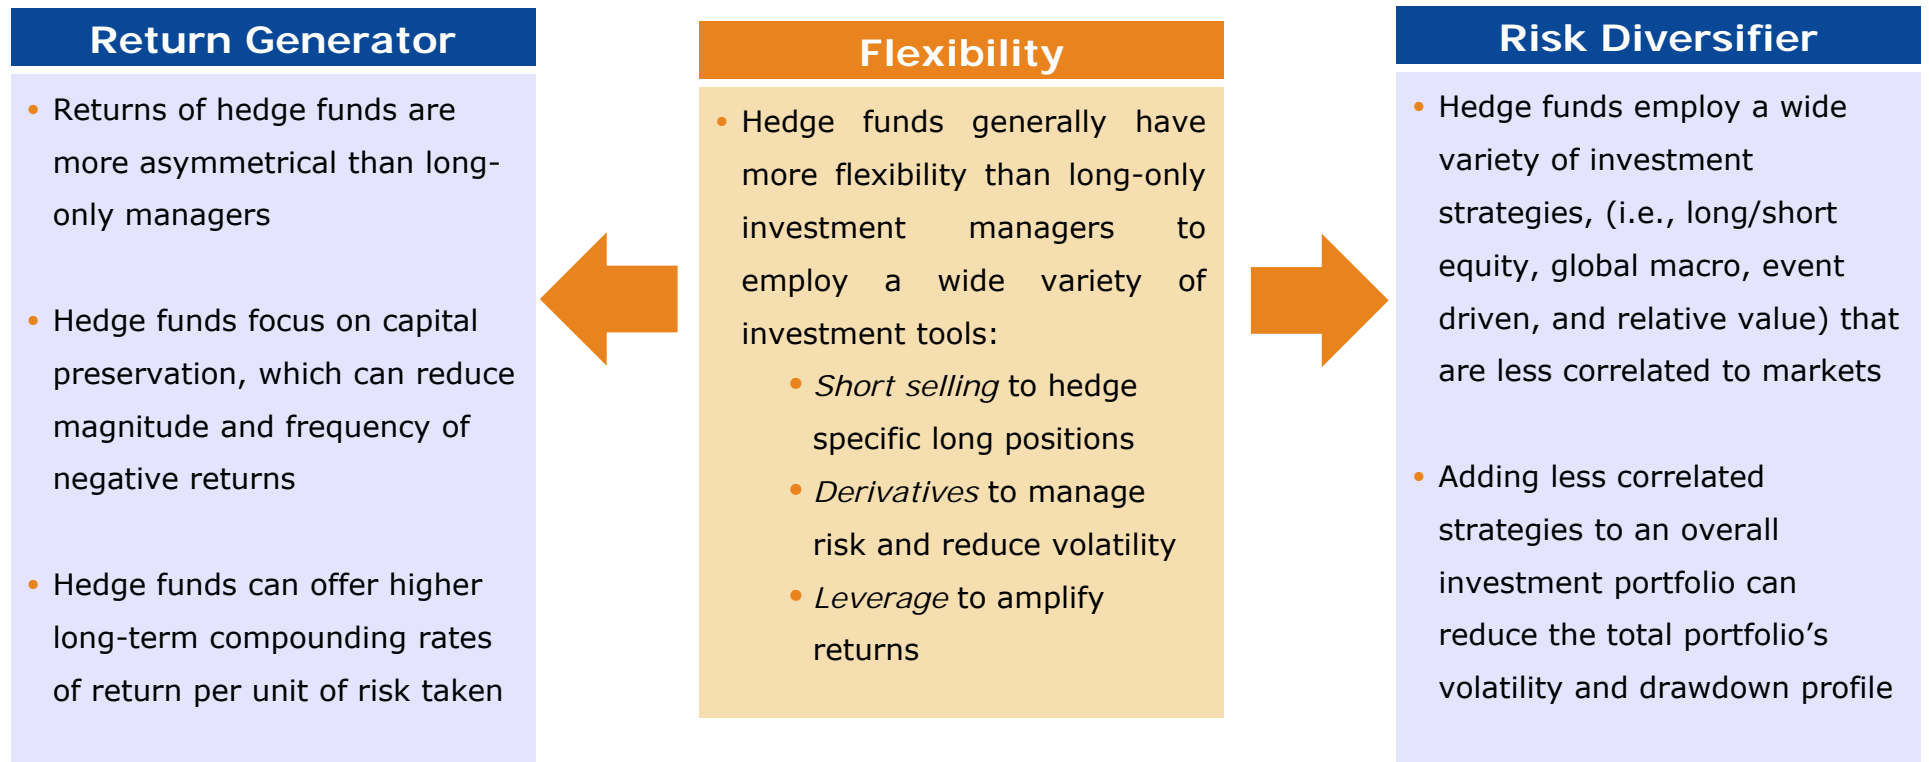 Return Generator
• Returns of hedge funds are
more asymmetrical than long-
only managers
• Hedge funds focus on capital
preservation, which can reduce
magnitude and frequency of
negative returns
• Hedge funds can offer higher
long-term compounding rates
of return per unit of risk taken
Flexibility
• Hedge funds generally have
more flexibility than long-only
investment managers to
employ a wide variety of
investment tools:
• Short selling to hedge
specific long positions
• Derivatives to manage
risk and reduce volatility
• Leverage to amplify
returns
Risk Diversifier
• Hedge funds employ a wide
variety of investment
strategies, (i.e., long/short
equity, global macro, event
driven, and relative value) that
are less correlated to markets
• Adding less correlated
strategies to an overall
investment portfolio can
reduce the total portfolio’s
volatility and drawdown profile